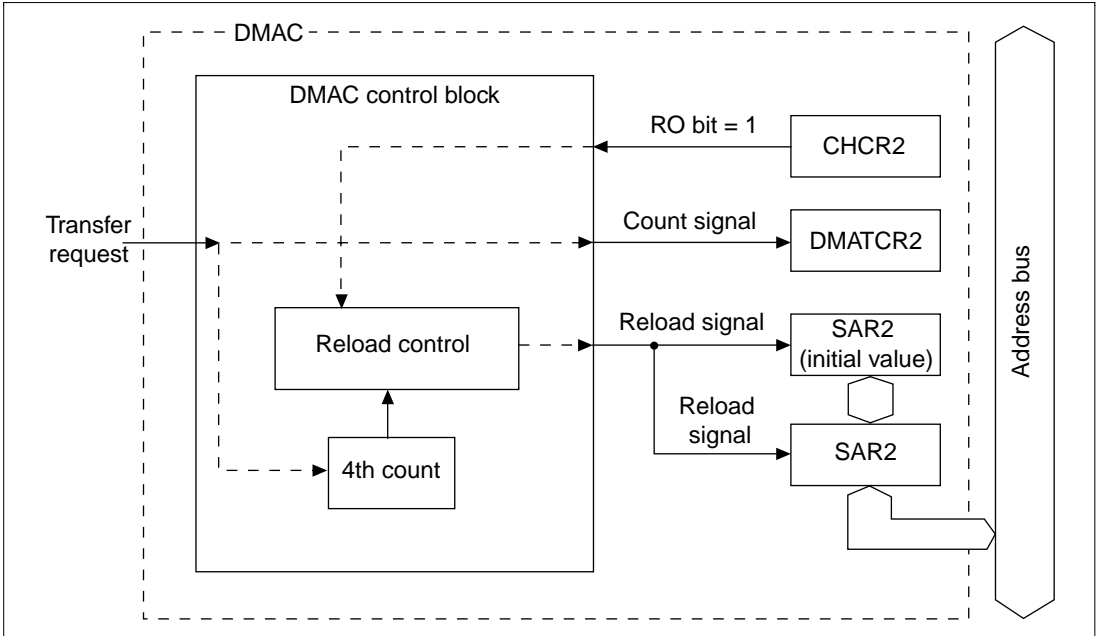 DMAC
DMAC control block
RO bit = 1
CHCR2
Transfer
request
Count signal
DMATCR2
Reload control
Reload signal
SAR2
(initial value)
Reload
signal
SAR2
4th count
Address bus